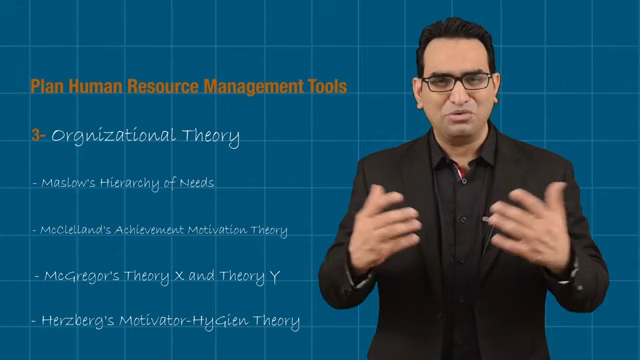 Plan Human Resource Management Tools
3- Orgnizational Theory
- Maslow's Hierarchy of Needs
- McClelland's Achievement Motivation Theory
- McGregor's Theory X and Theory Y
- Herzberg's Motivator-HyGien Theory